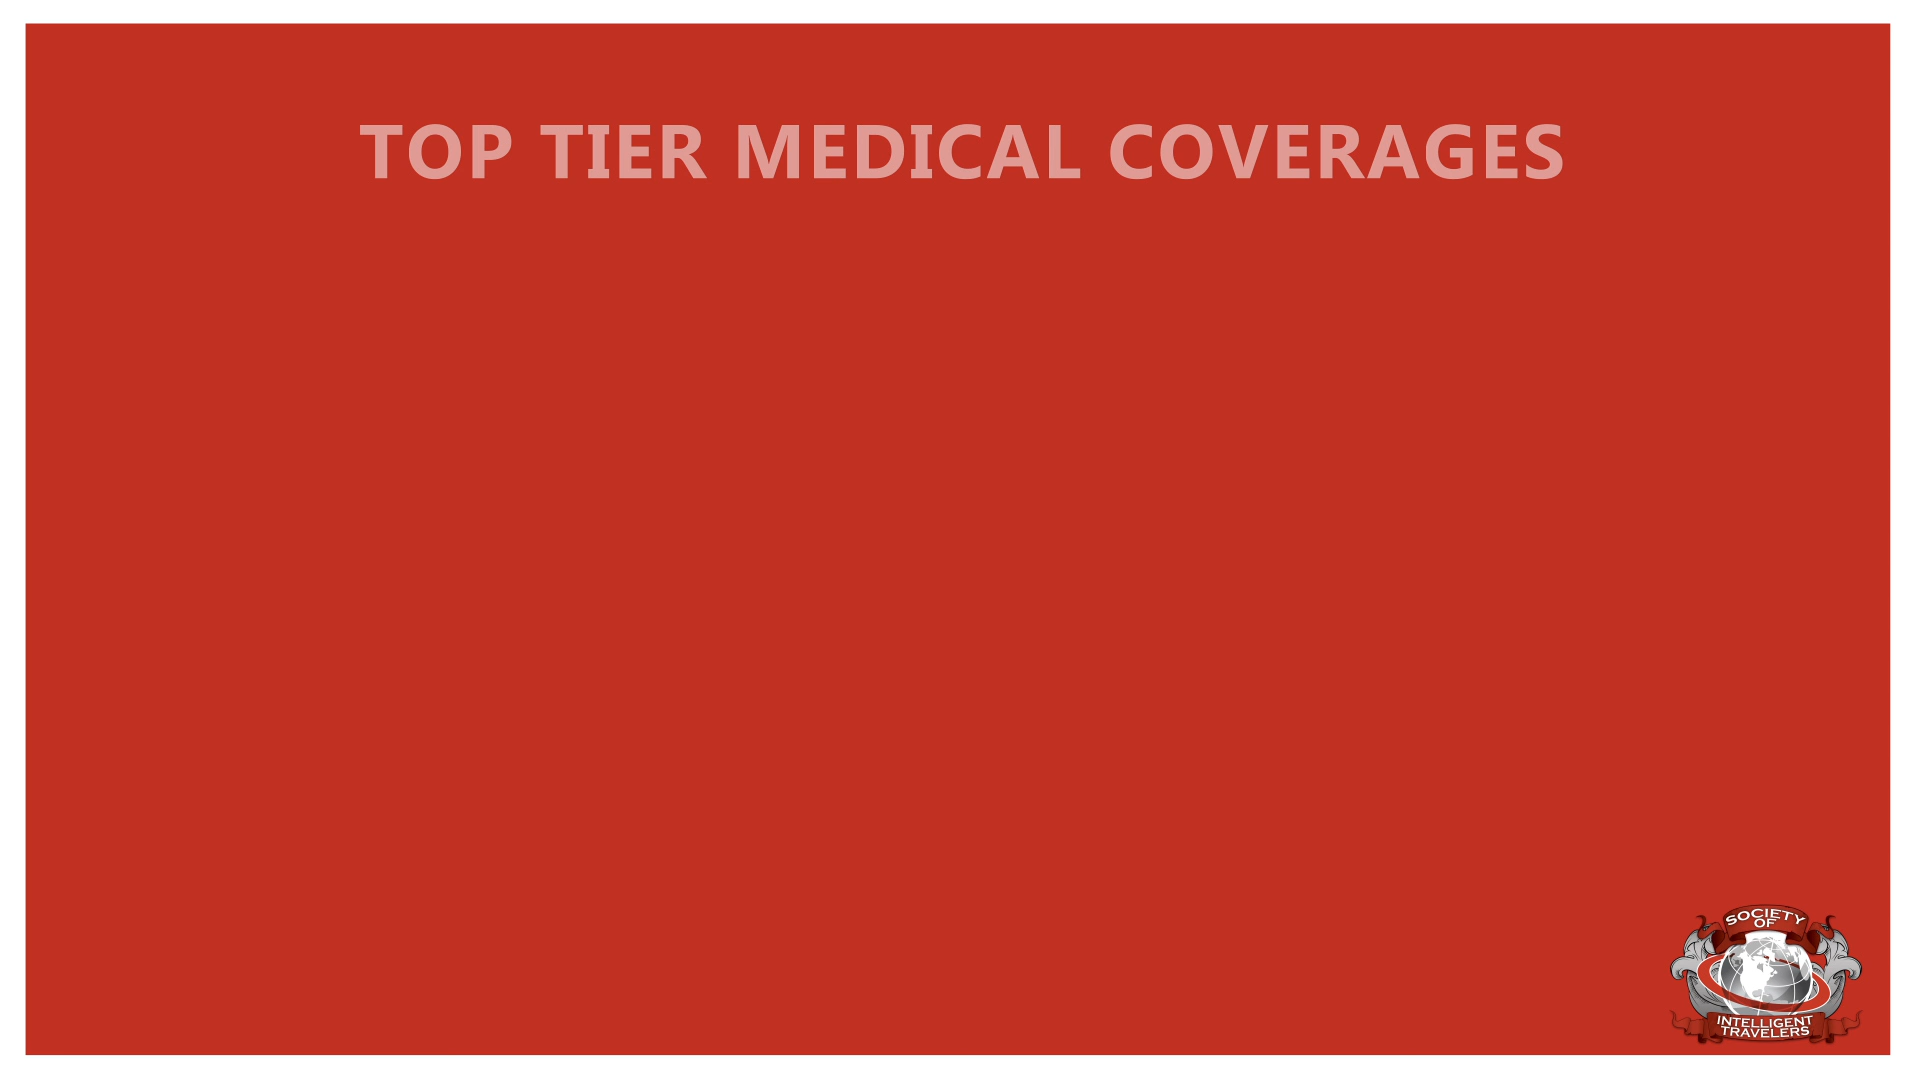 TOP TIER MEDICAL COVERAGES
SOCIETY
OF
INTELLIGENT
TRAVELERS